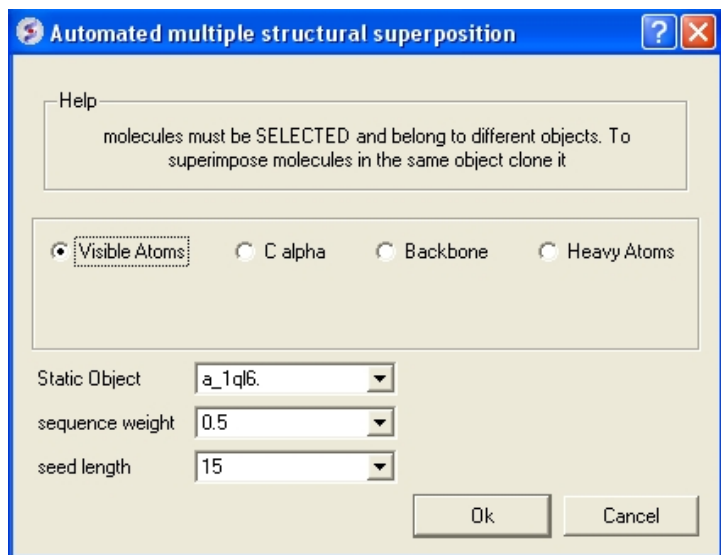 Automated multiple structural superposition
Help
molecules must be SELECTED and belong to different objects. To
superimpose molecules in the same object clone it
Visible Atoms C alpha Backbone Heavy Atoms
Static Object a_1ql6.
sequence weight 0.5
seed length 15
Ok Cancel